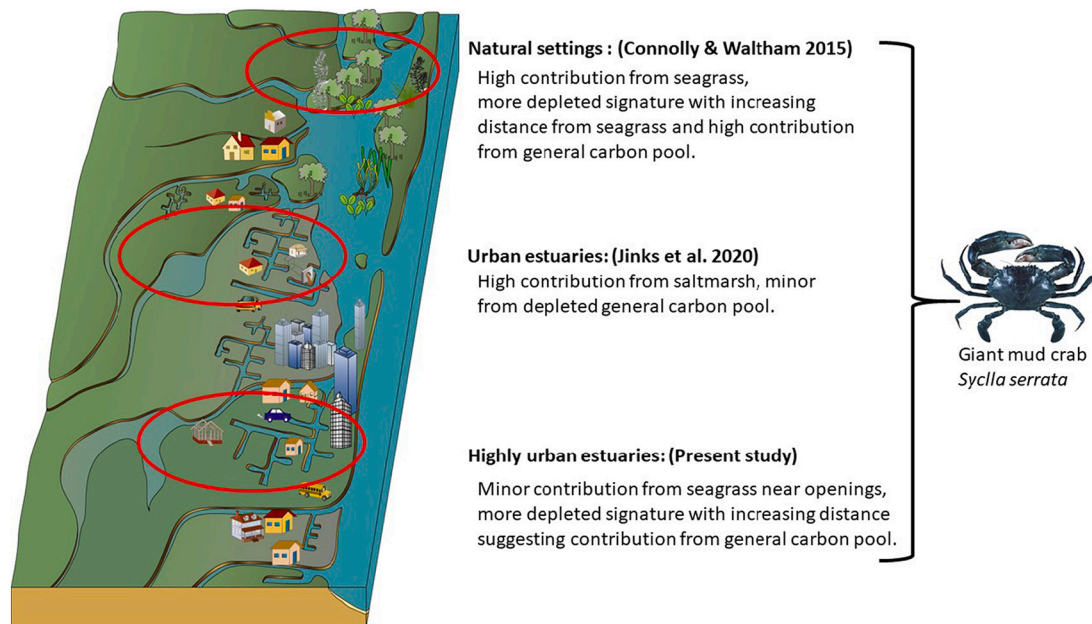 Natural settings : (Connolly & Waltham 2015)
High contribution from seagrass,
more depleted signature with increasing
distance from seagrass and high contribution
from general carbon pool.
Urban estuaries: (Jinks et al. 2020)
High contribution from saltmarsh, minor
from depleted general carbon pool.
Giant mud crab
Syclla serrata
Highly urban estuaries: (Present study)
Minor contribution from seagrass near openings,
more depleted signature with increasing distance
suggesting contribution from general carbon pool.